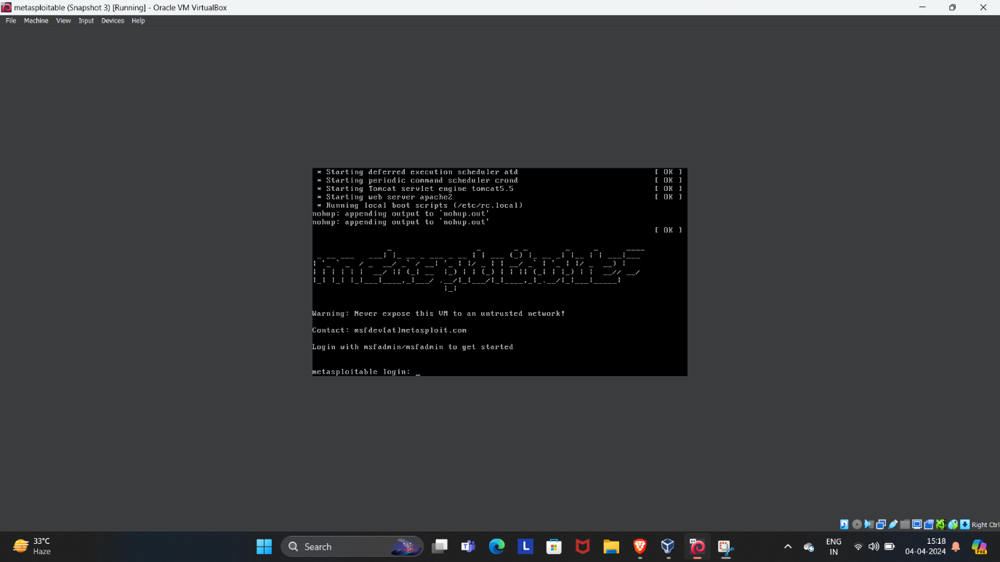 metasploitable (Snapshot 3) [Running] - Oracle VM VirtualBox
File Machine View Input Devices Help
* Starting deferred execution scheduler atd [ OK ]
* Starting periodic command scheduler crond [ OK ]
* Starting Tomcat servlet engine tomcat5.5 [ OK ]
* Starting web server apache2 [ OK ]
* Running local boot scripts (/etc/rc.local)
nohup: appending output to `nohup.out'
nohup: appending output to `nohup.out'
[ OK ]
metasploitable2
Warning: Never expose this VM to an untrusted network!
Contact: msfdev[at]metasploit.com
Login with msfadmin/msfadmin to get started
metasploitable login: _
Right Ctrl
33°C
Haze
Search
ENG
IN
15:18
04-04-2024
PRE